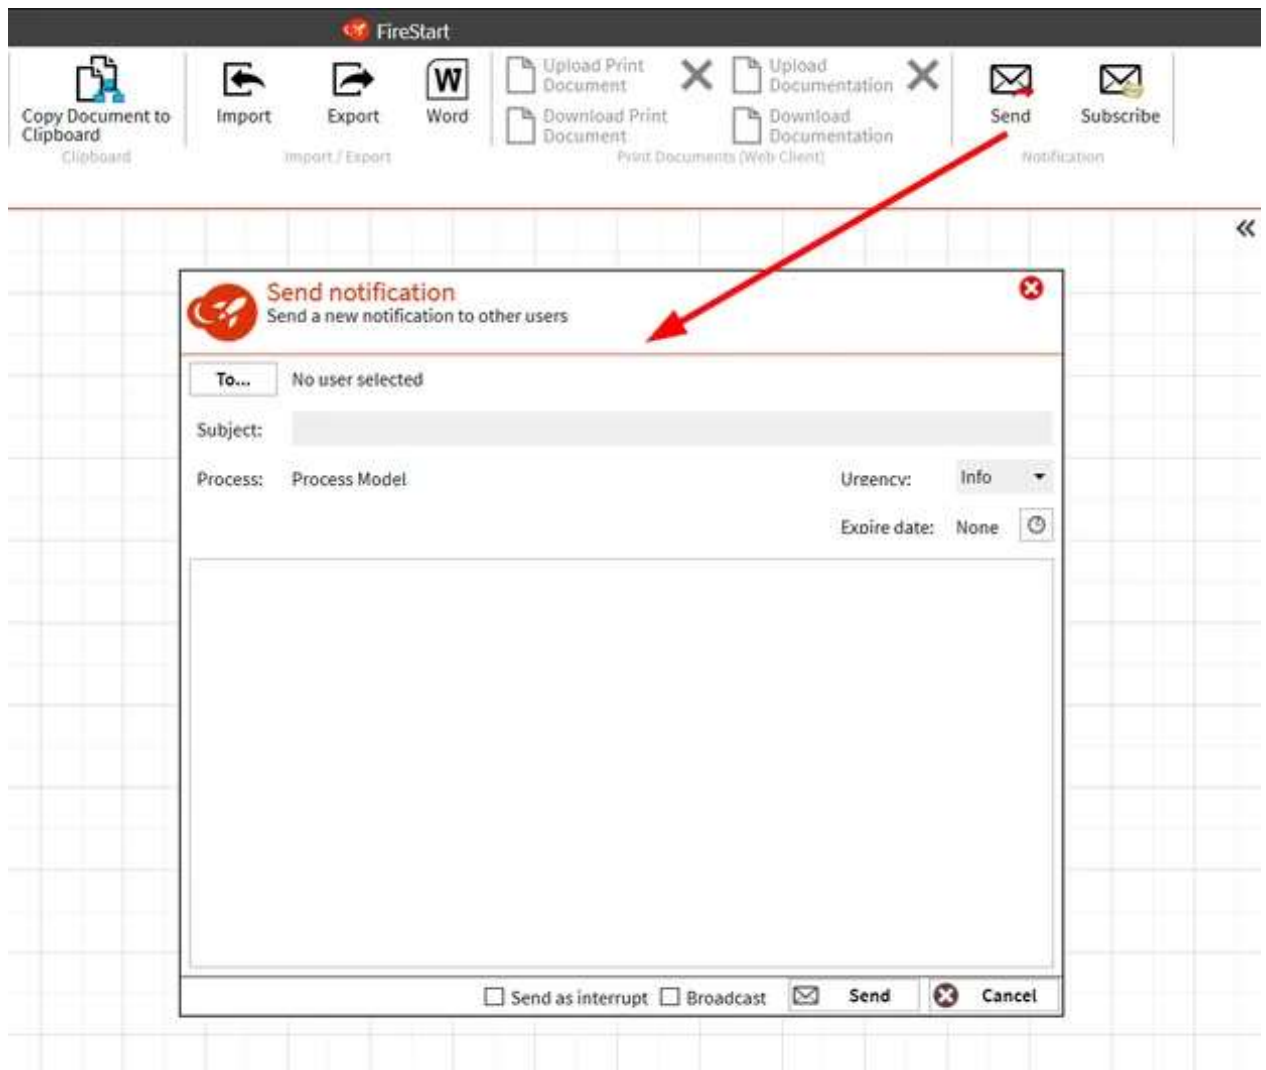 FireStart
Copy Document to
Clipboard
Clipboard
Import
Export
Word
Import / Export
Upload Print
Document
Download Print
Document
Upload
Documentation
Download
Documentation
Print Documents (Web Client)
Send
Subscribe
Notification
Send notification
Send a new notification to other users
To...
No user selected
Subject:
Process:
Process Model
Urgency:
Info
Expire date:
None
Send as interrupt
Broadcast
Send
Cancel